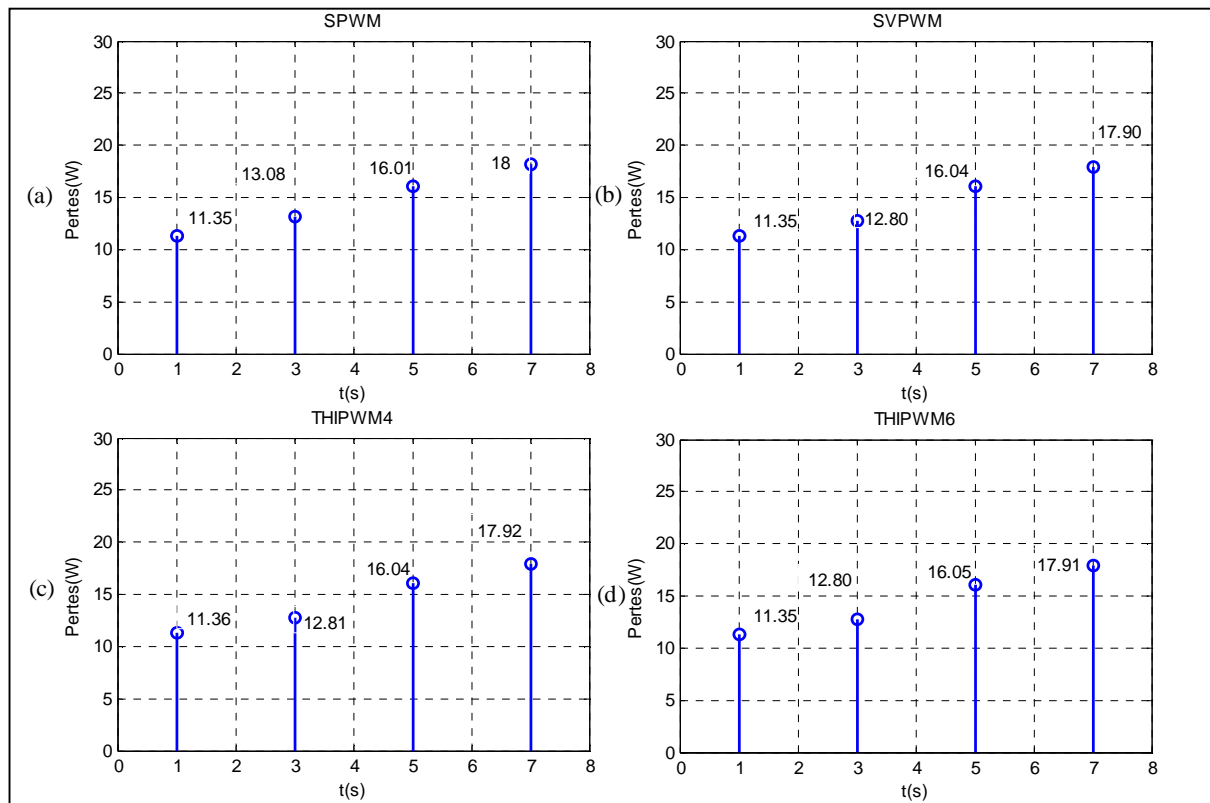 SPWM
30
25
20
15
10
5
0
Pertes(W)
(a)
11.35
13.08
16.01
18
0 1 2 3 4 5 6 7 8
t(s)
SVPWM
30
25
20
15
10
5
0
Pertes(W)
(b)
11.35
12.80
16.04
17.90
0 1 2 3 4 5 6 7 8
t(s)
THIPWM4
30
25
20
15
10
5
0
Pertes(W)
(c)
11.36
12.81
16.04
17.92
0 1 2 3 4 5 6 7 8
t(s)
THIPWM6
30
25
20
15
10
5
0
Pertes(W)
(d)
11.35
12.80
16.05
17.91
0 1 2 3 4 5 6 7 8
t(s)